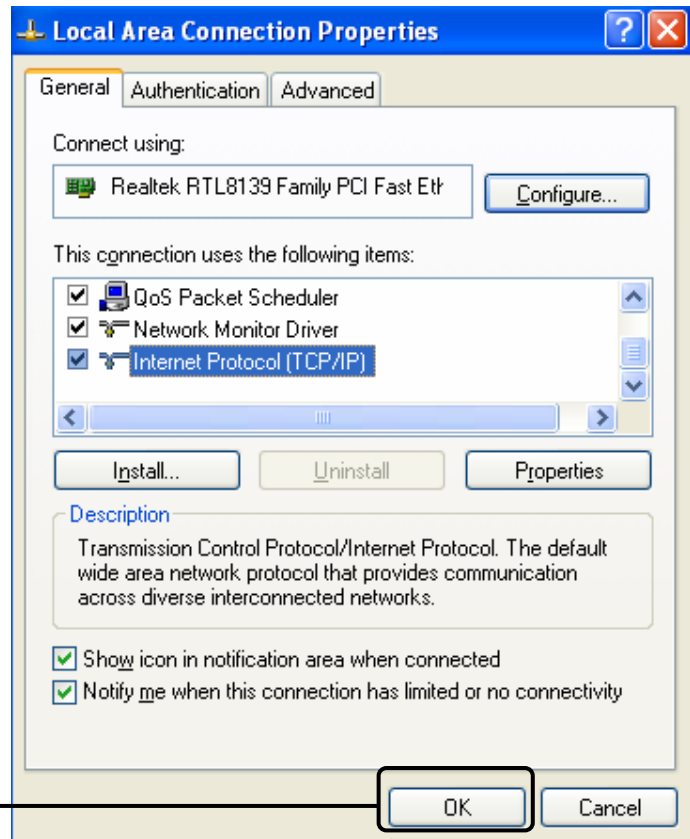 Local Area Connection Properties
General Authentication Advanced
Connect using:
Realtek RTL8139 Family PCI Fast Eth
Configure...
This connection uses the following items:
QoS Packet Scheduler
Network Monitor Driver
Internet Protocol (TCP/IP)
Install... Uninstall Properties
Description
Transmission Control Protocol/Internet Protocol. The default
wide area network protocol that provides communication
across diverse interconnected networks.
Show icon in notification area when connected
Notify me when this connection has limited or no connectivity
OK Cancel